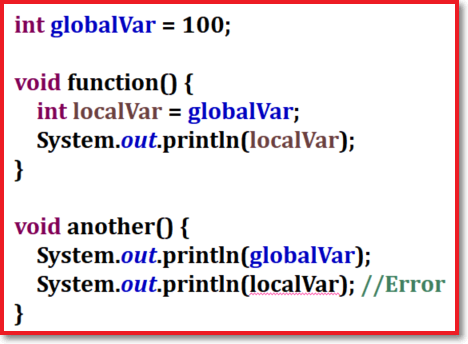 int globalVar = 100;
void function() {
int localVar = globalVar;
System.out.println(localVar);
}
void another() {
System.out.println(globalVar);
System.out.println(localVar); //Error
}